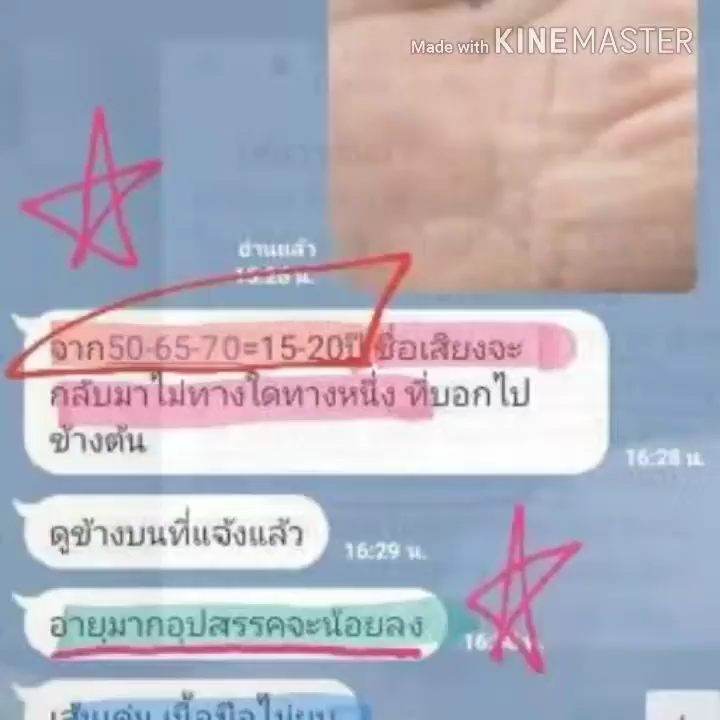 Made with KINEMASTER
อ่านแล้ว
15:26 น.
จาก50-65-70=15-20ปี ชื่อเสียงจะ
กลับมาไม่ทางใดทางหนึ่ง ที่บอกไป
ข้างต้น
16:28 น.
ดูข้างบนที่แจ้งแล้ว
16:29 น.
อายุมากอุปสรรคจะน้อยลง